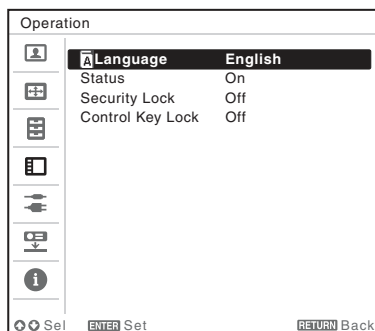 Operation
A Language English
Status On
Security Lock Off
Control Key Lock Off
i
Sel ENTER Set RETURN Back